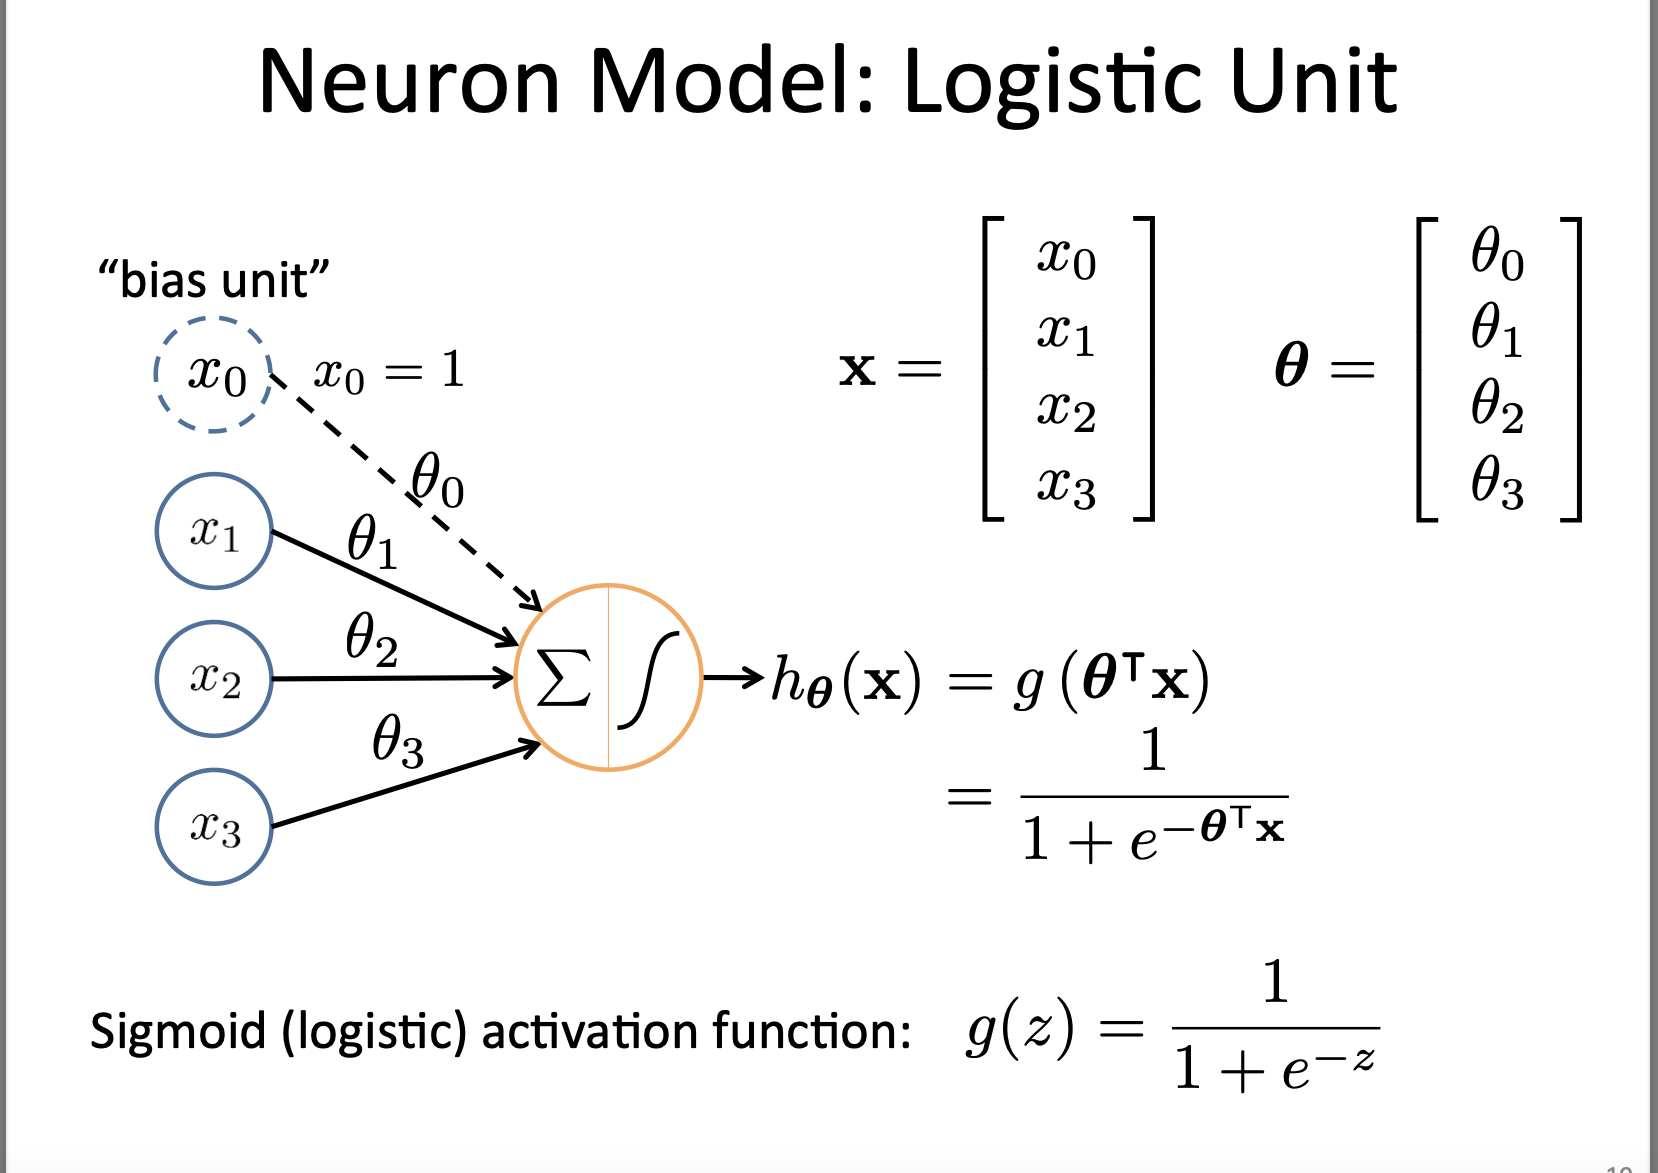 Neuron Model: Logistic Unit
“bias unit”
x₀ x₀ = 1
θ₀
x₁ θ₁
x₂ θ₂
x₃ θ₃
Σ ∫
𝐱 = [ x₀
x₁
x₂
x₃ ]
𝜽 = [ θ₀
θ₁
θ₂
θ₃ ]
h𝜽(𝐱) = g (𝜽ᵀ𝐱)
= 1 / (1 + e^(−𝜽ᵀ𝐱))
Sigmoid (logistic) activation function: g(z) = 1 / (1 + e^(−z))